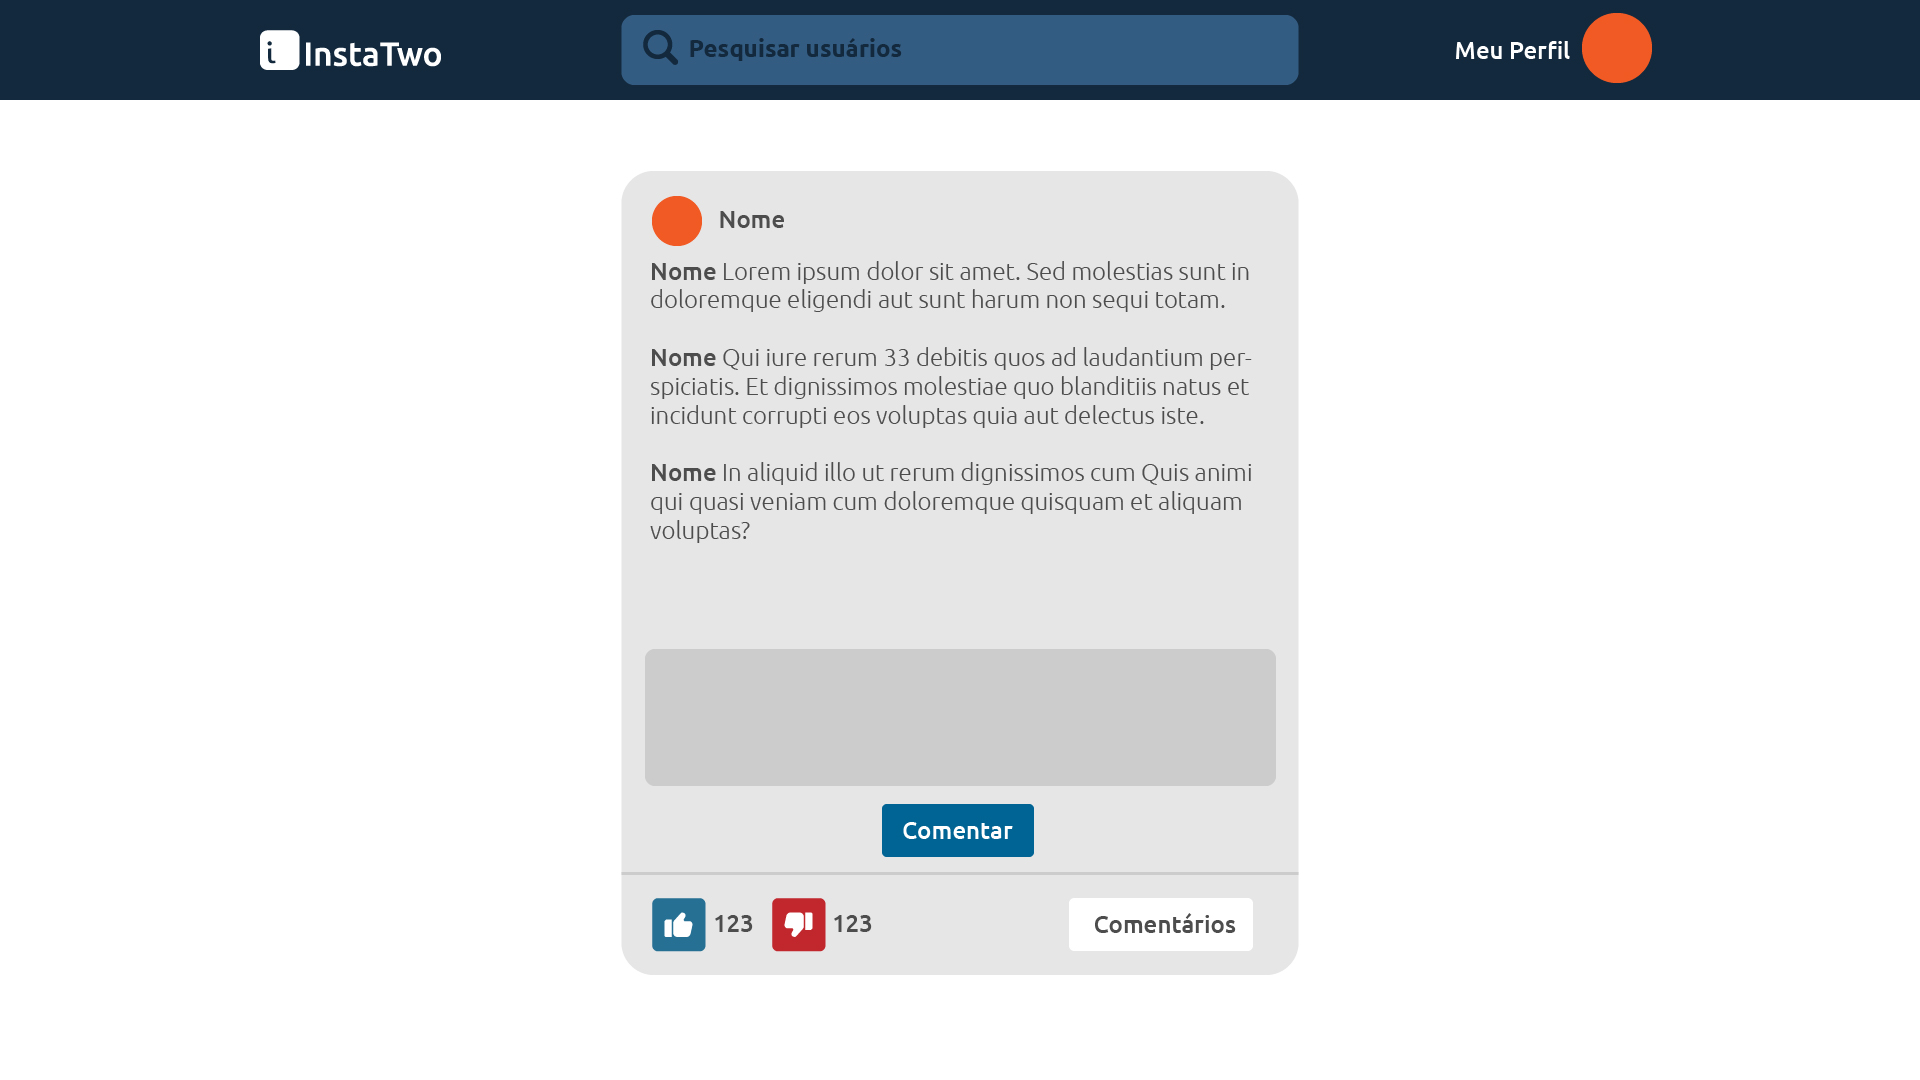 i InstaTwo
Pesquisar usuários
Meu Perfil
Nome
Nome Lorem ipsum dolor sit amet. Sed molestias sunt in
doloremque eligendi aut sunt harum non sequi totam.
Nome Qui iure rerum 33 debitis quos ad laudantium per-
spiciatis. Et dignissimos molestiae quo blanditiis natus et
incidunt corrupti eos voluptas quia aut delectus iste.
Nome In aliquid illo ut rerum dignissimos cum Quis animi
qui quasi veniam cum doloremque quisquam et aliquam
voluptas?
Comentar
123 123 Comentários